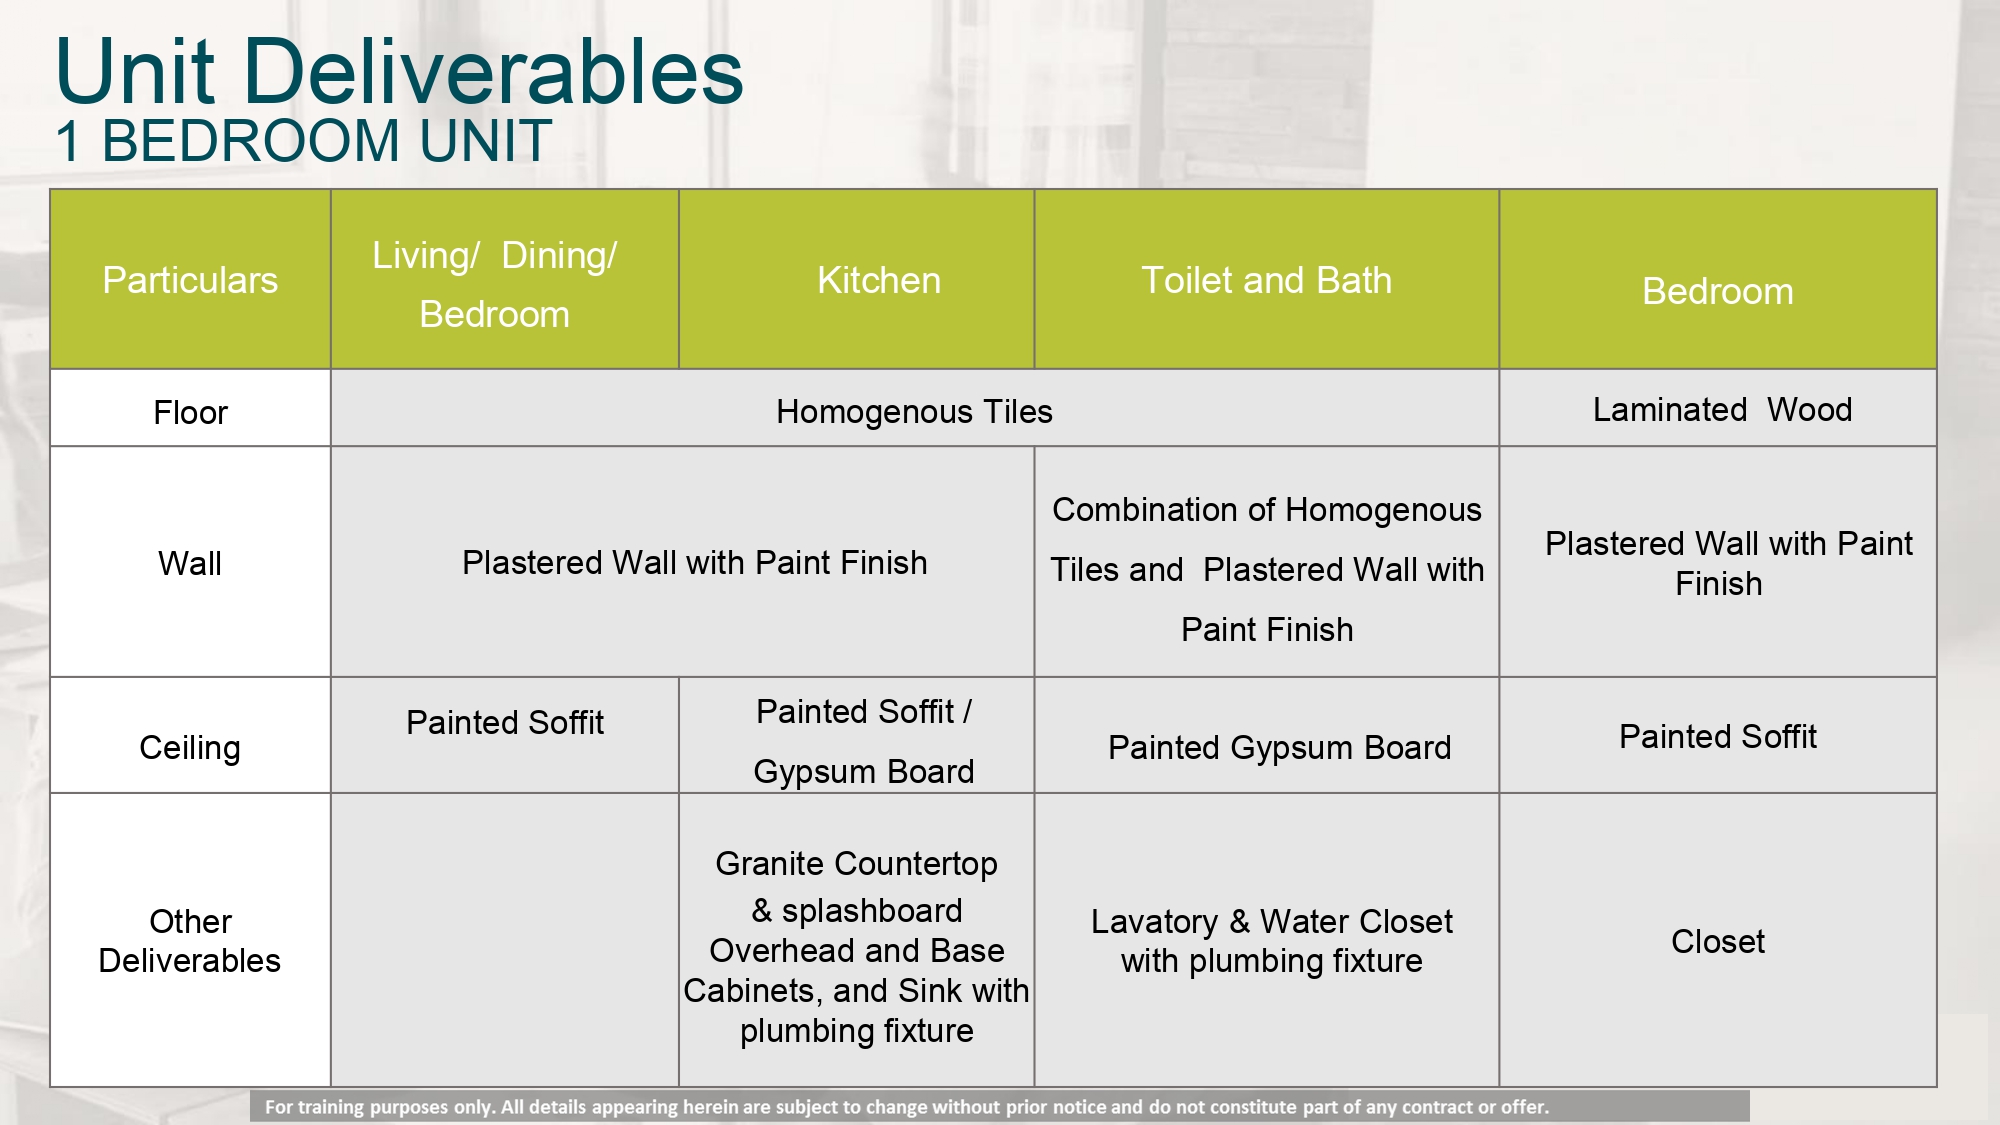 Unit Deliverables
1 BEDROOM UNIT
Particulars
Living/ Dining/
Bedroom
Kitchen
Toilet and Bath
Bedroom
Floor
Homogenous Tiles
Laminated Wood
Wall
Plastered Wall with Paint Finish
Combination of Homogenous
Tiles and Plastered Wall with
Paint Finish
Plastered Wall with Paint
Finish
Ceiling
Painted Soffit
Painted Soffit /
Gypsum Board
Painted Gypsum Board
Painted Soffit
Other
Deliverables
Granite Countertop
& splashboard
Overhead and Base
Cabinets, and Sink with
plumbing fixture
Lavatory & Water Closet
with plumbing fixture
Closet
For training purposes only. All details appearing herein are subject to change without prior notice and do not constitute part of any contract or offer.